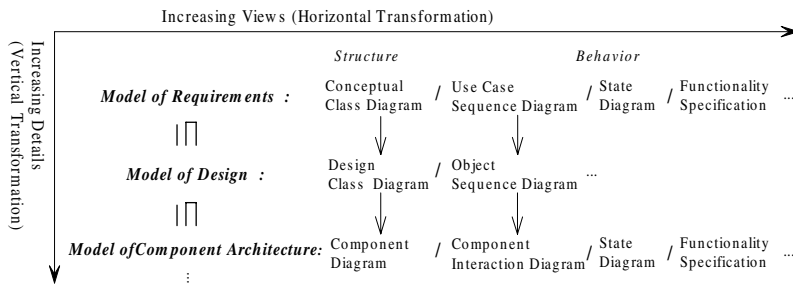 Increasing Views (Horizontal Transformation)
Increasing Details
(Vertical Transformation)
Structure
Behavior
Model of Requirements :
Conceptual
Class Diagram
/
Use Case
Sequence Diagram
/
State
Diagram
/
Functionality
Specification
...
Model of Design :
Design
Class Diagram
/
Object
Sequence Diagram
...
Model ofComponent Architecture:
Component
Diagram
/
Component
Interaction Diagram
/
State
Diagram
/
Functionality
Specification
...
...